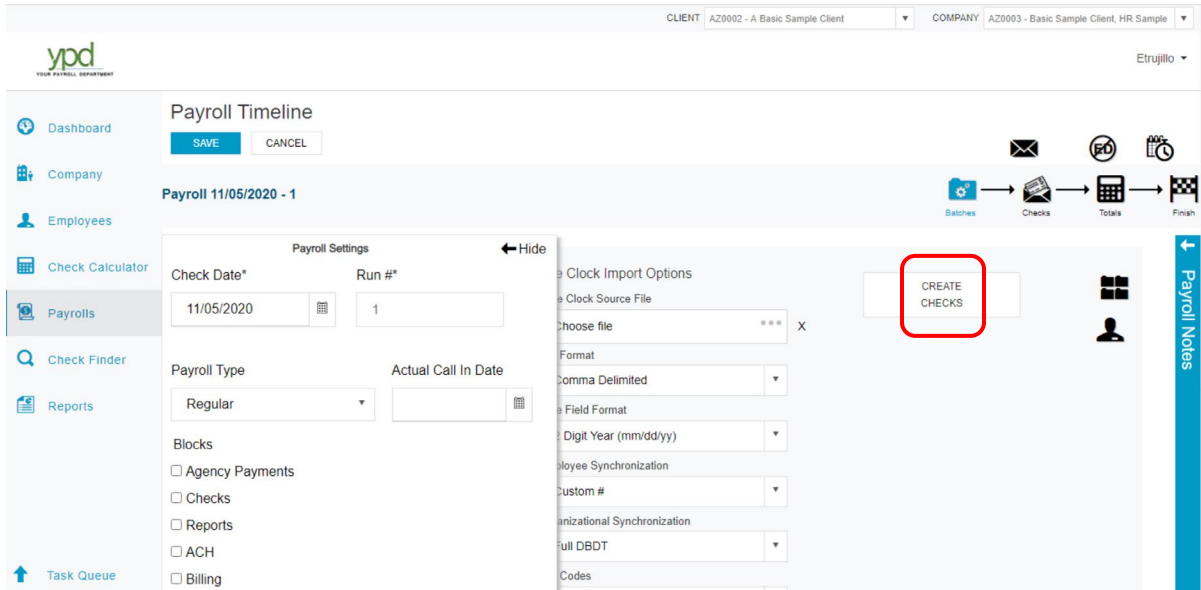 CLIENT AZ0002 - A Basic Sample Client COMPANY AZ0003 - Basic Sample Client, HR Sample
ypd
YOUR PAYROLL DEPARTMENT
Etrujillo
Dashboard
Company
Employees
Check Calculator
Payrolls
Check Finder
Reports
Task Queue
Payroll Timeline
SAVE CANCEL
Payroll 11/05/2020 - 1
Batches Checks Totals Finish
Payroll Settings Hide
Check Date* Run #*
11/05/2020 1
Payroll Type Actual Call In Date
Regular
Blocks
Agency Payments
Checks
Reports
ACH
Billing
e Clock Import Options
e Clock Source File
Choose file X
Format
Comma Delimited
e Field Format
Digit Year (mm/dd/yy)
loyee Synchronization
Custom #
anizational Synchronization
Full DBDT
Codes
CREATE
CHECKS
Payroll Notes